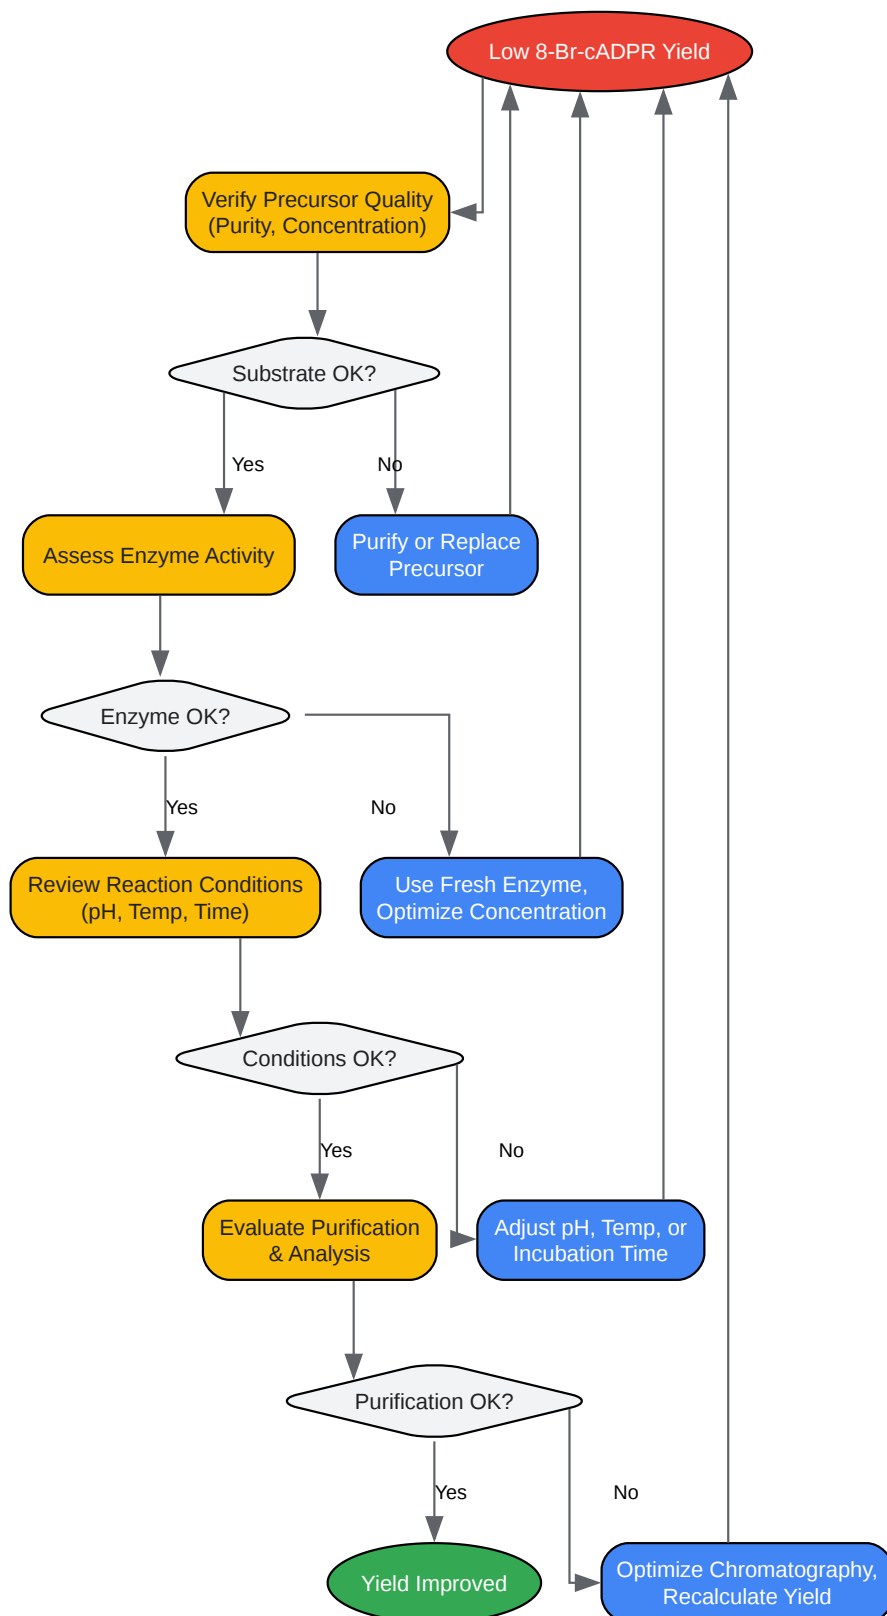 Low 8-Br-cADPR Yield
Verify Precursor Quality
(Purity, Concentration)
Substrate OK?
Yes
No
Assess Enzyme Activity
Purify or Replace
Precursor
Enzyme OK?
Yes
No
Review Reaction Conditions
(pH, Temp, Time)
Use Fresh Enzyme,
Optimize Concentration
Conditions OK?
Yes
No
Evaluate Purification
& Analysis
Adjust pH, Temp, or
Incubation Time
Purification OK?
Yes
No
Yield Improved
Optimize Chromatography,
Recalculate Yield